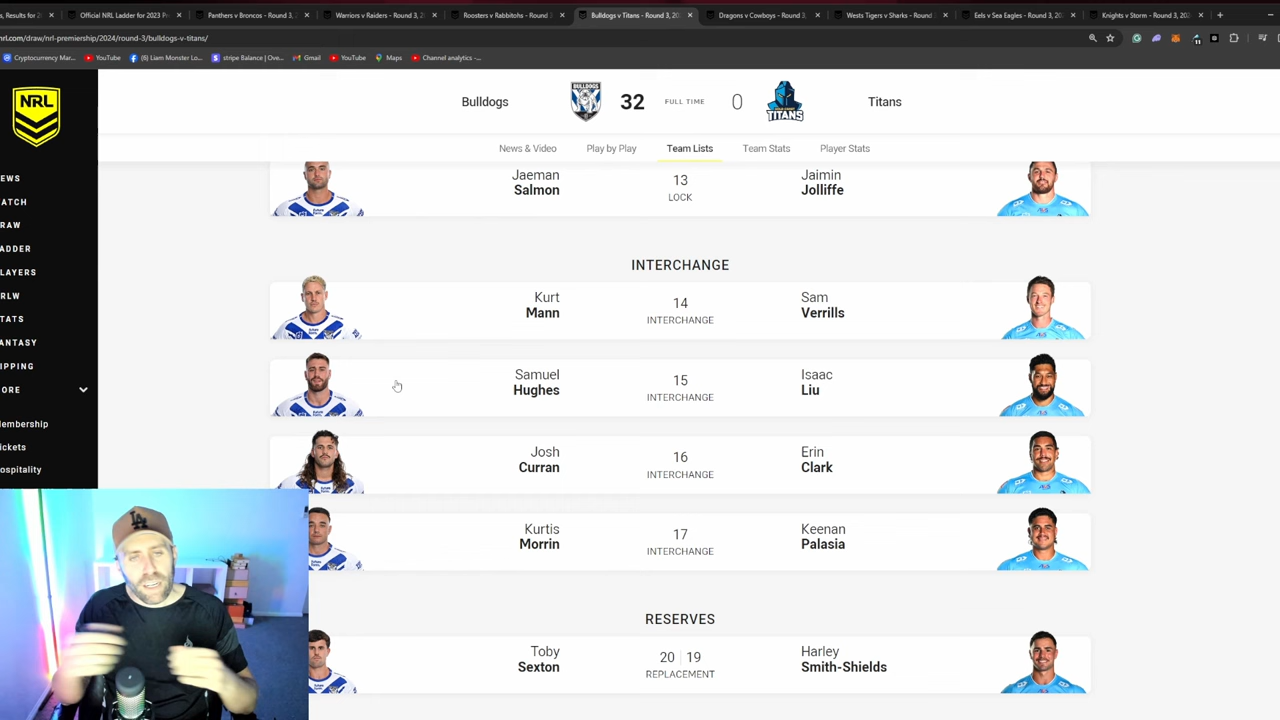 s, Results for 2
Official NRL Ladder for 2023 Pr
Panthers v Broncos - Round 3,
Warriors v Raiders - Round 3,
Roosters v Rabbitohs - Round
Bulldogs v Titans - Round 3, 202
Dragons v Cowboys - Round 3,
Wests Tigers v Sharks - Round
Eels v Sea Eagles - Round 3, 20
Knights v Storm - Round 3, 202
nrl.com/draw/nrl-premiership/2024/round-3/bulldogs-v-titans/
Cryptocurrency Mar...
YouTube
(6) Liam Monster Lo...
stripe Balance | Ove...
Gmail
YouTube
Maps
Channel analytics -...
NRL
Bulldogs
BULLDOGS
32
FULL TIME
0
TITANS
Titans
News & Video
Play by Play
Team Lists
Team Stats
Player Stats
EWS
ATCH
RAW
ADDER
LAYERS
RLW
TATS
ANTASY
IPPING
ORE
Membership
ickets
ospitality
Jaeman
Salmon
13
LOCK
Jaimin
Jolliffe
INTERCHANGE
Kurt
Mann
14
INTERCHANGE
Sam
Verrills
Samuel
Hughes
15
INTERCHANGE
Isaac
Liu
Josh
Curran
16
INTERCHANGE
Erin
Clark
Kurtis
Morrin
17
INTERCHANGE
Keenan
Palasia
RESERVES
Toby
Sexton
20 19
REPLACEMENT
Harley
Smith-Shields
LA